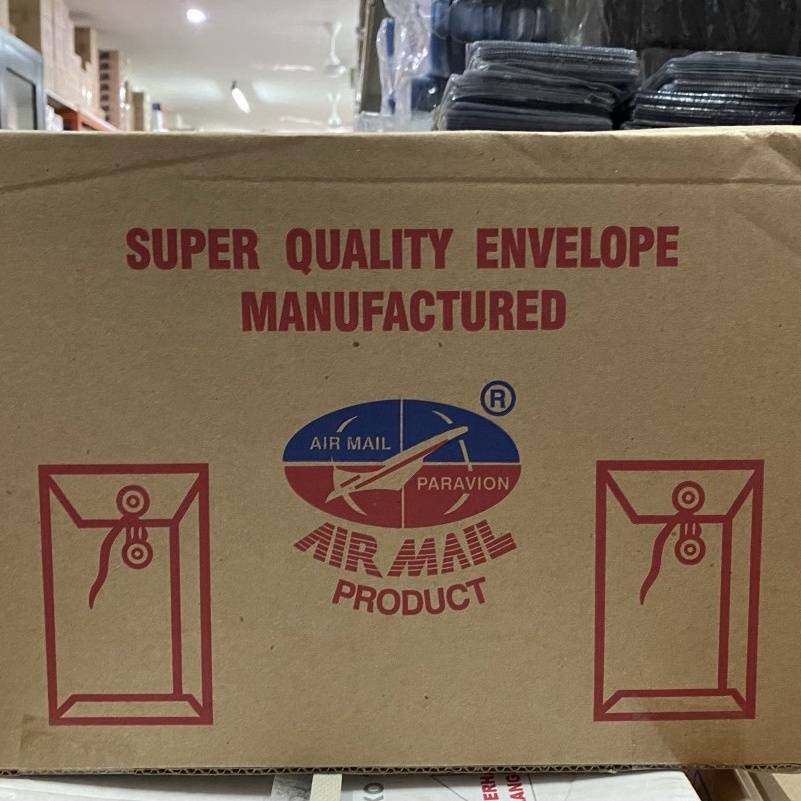 SUPER QUALITY ENVELOPE
MANUFACTURED
®
AIR MAIL
PARAVION
AIR MAIL
PRODUCT